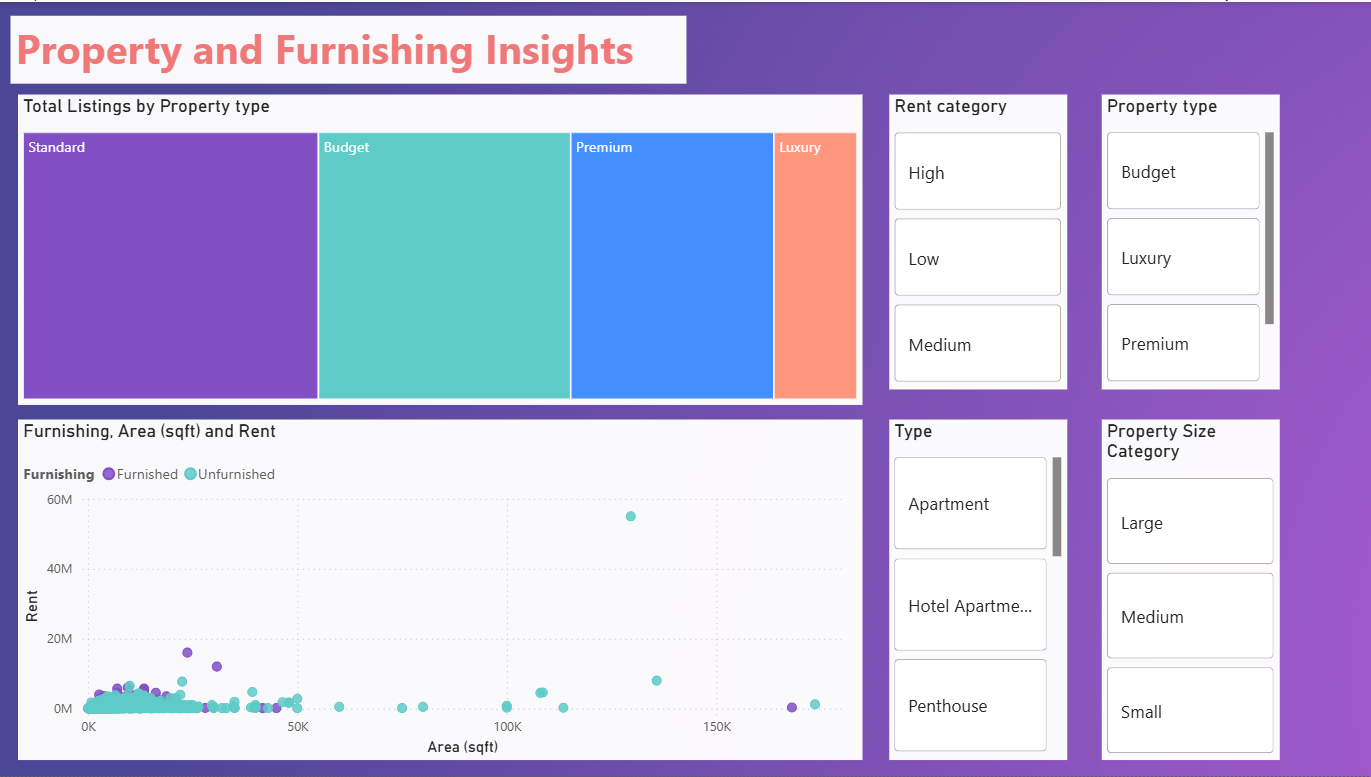 Property and Furnishing Insights
Total Listings by Property type
Standard
Budget
Premium
Luxury
Rent category
High
Low
Medium
Property type
Budget
Luxury
Premium
Furnishing, Area (sqft) and Rent
Furnishing Furnished Unfurnished
60M
40M
20M
0M
Rent
0K 50K 100K 150K
Area (sqft)
Type
Apartment
Hotel Apartme...
Penthouse
Property Size
Category
Large
Medium
Small